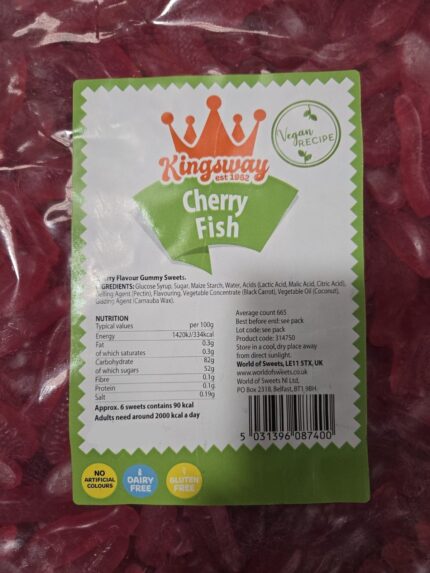 Kingsway
est 1982
Vegan
RECIPE
Cherry
Fish
Flavour Gummy Sweets.
INGREDIENTS: Glucose Syrup, Sugar, Maize Starch, Water, Acids (Lactic Acid, Malic Acid, Citric Acid),
Gelling Agent (Pectin), Flavouring, Vegetable Concentrate (Black Carrot), Vegetable Oil (Coconut),
Glazing Agent (Carnauba Wax).
NUTRITION
Typical values per 100g
Energy 1420kJ/334kcal
Fat 0.3g
of which saturates 0.3g
Carbohydrate 82g
of which sugars 52g
Fibre 0.1g
Protein 0.1g
Salt 0.19g
Approx. 6 sweets contains 90 kcal
Adults need around 2000 kcal a day
Average count 665
Best before end: see pack
Lot code: see pack
Product code: 314750
Store in a cool, dry place away
from direct sunlight.
World of Sweets, LE11 5TX, UK
www.worldofsweets.co.uk
World of Sweets NI Ltd,
PO Box 2318, Belfast, BT1 9BH.
5 031396 087400
NO
ARTIFICIAL
COLOURS
DAIRY
FREE
GLUTEN
FREE